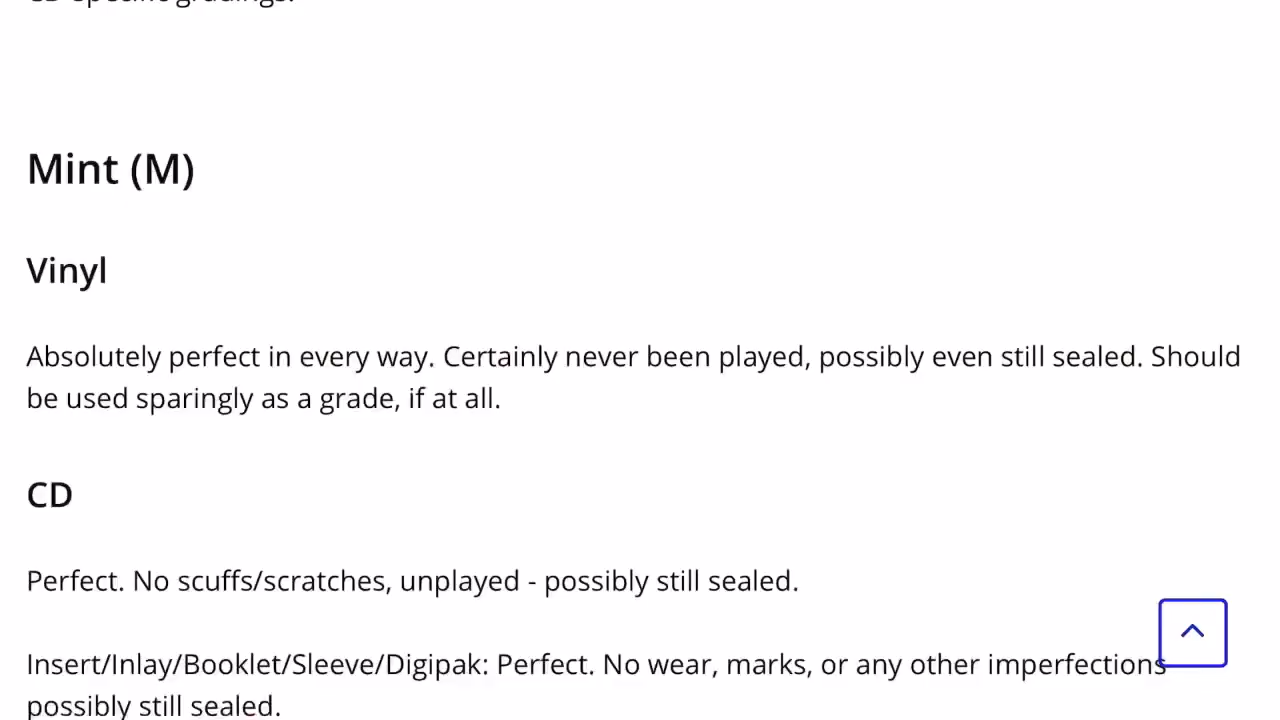 Mint (M)
Vinyl
Absolutely perfect in every way. Certainly never been played, possibly even still sealed. Should
be used sparingly as a grade, if at all.
CD
Perfect. No scuffs/scratches, unplayed - possibly still sealed.
Insert/Inlay/Booklet/Sleeve/Digipak: Perfect. No wear, marks, or any other imperfections
possibly still sealed.